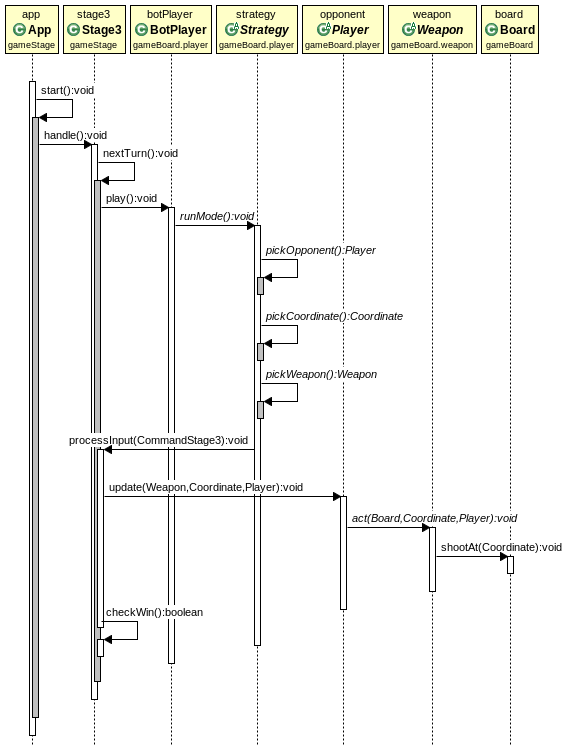 app stage3 botPlayer strategy opponent weapon board
C App C Stage3 C BotPlayer C A Strategy C A Player C A Weapon C Board
gameStage gameStage gameBoard.player gameBoard.player gameBoard.player gameBoard.weapon gameBoard
start():void
handle():void
nextTurn():void
play():void
runMode():void
pickOpponent():Player
pickCoordinate():Coordinate
pickWeapon():Weapon
processInput(CommandStage3):void
update(Weapon,Coordinate,Player):void
act(Board,Coordinate,Player):void
shootAt(Coordinate):void
checkWin():boolean